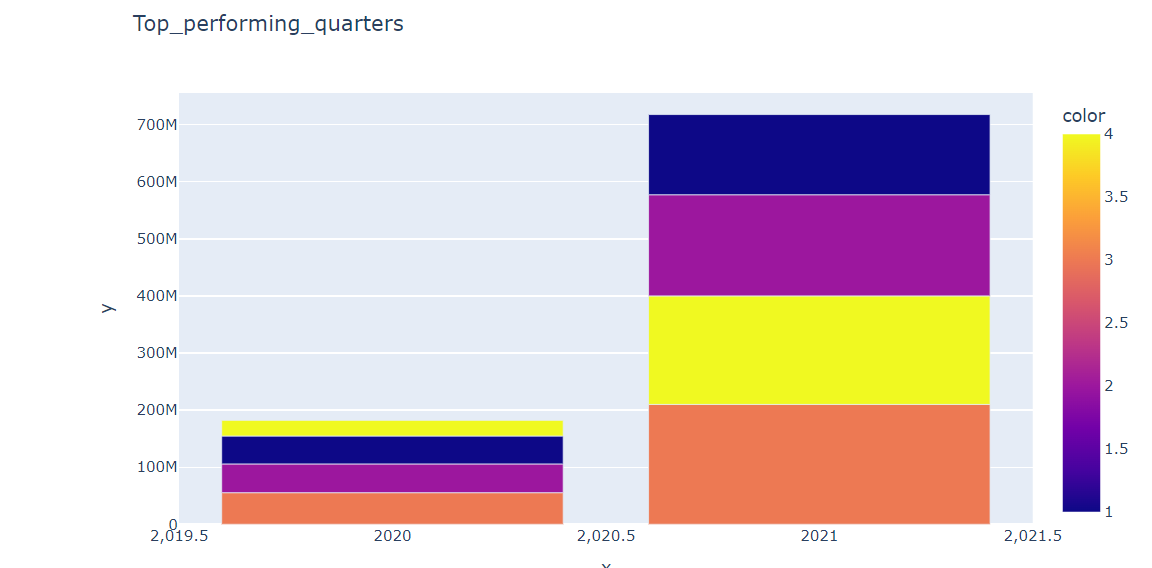 Top_performing_quarters
color
700M
600M
500M
400M
300M
200M
100M
0
y
2,019.5
2020
2,020.5
2021
2,021.5
x
4
3.5
3
2.5
2
1.5
1